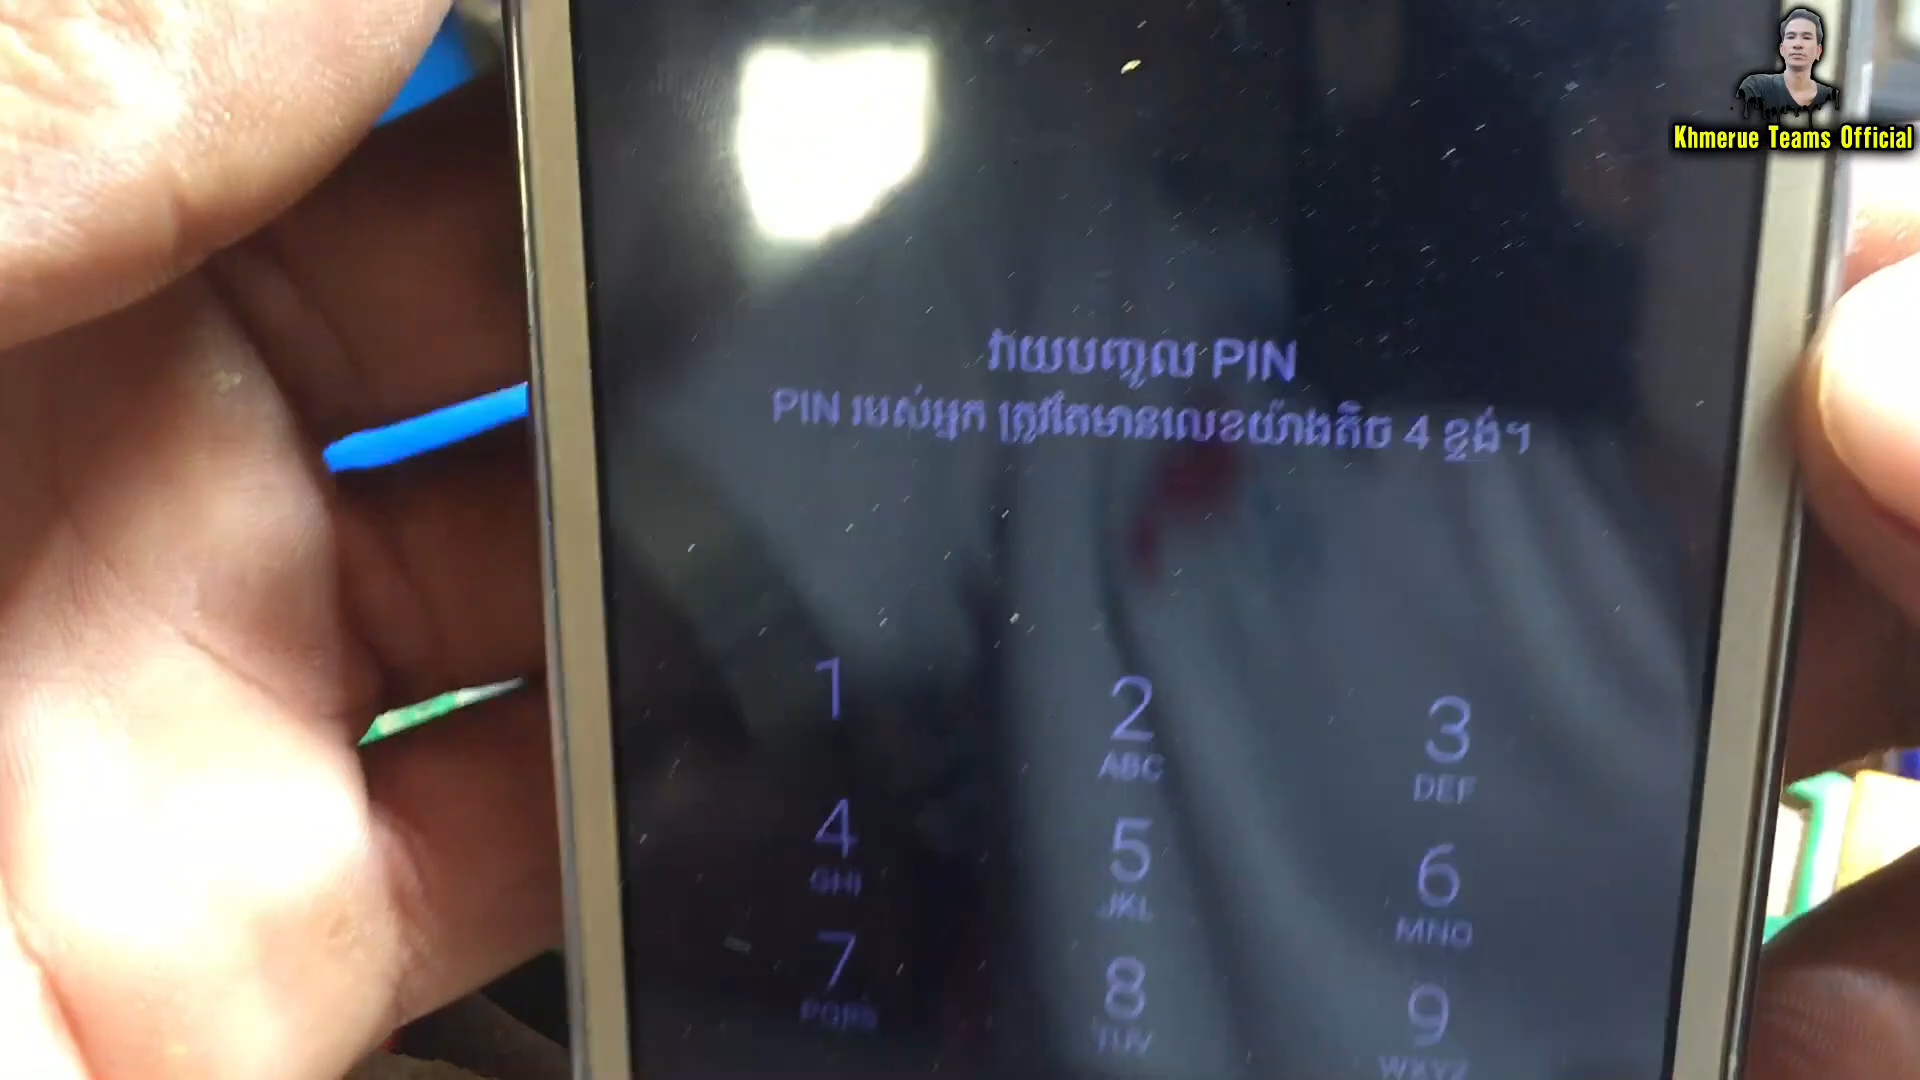 Khmerue Teams Official
វាយបញ្ចូល PIN
PIN របស់អ្នក ត្រូវតែមានលេខយ៉ាងតិច 4 ខ្ទង់។
1
2
3
ABC
DEF
4
5
6
GHI
JKL
MNO
7
8
9
PQRS
TUV
WXYZ